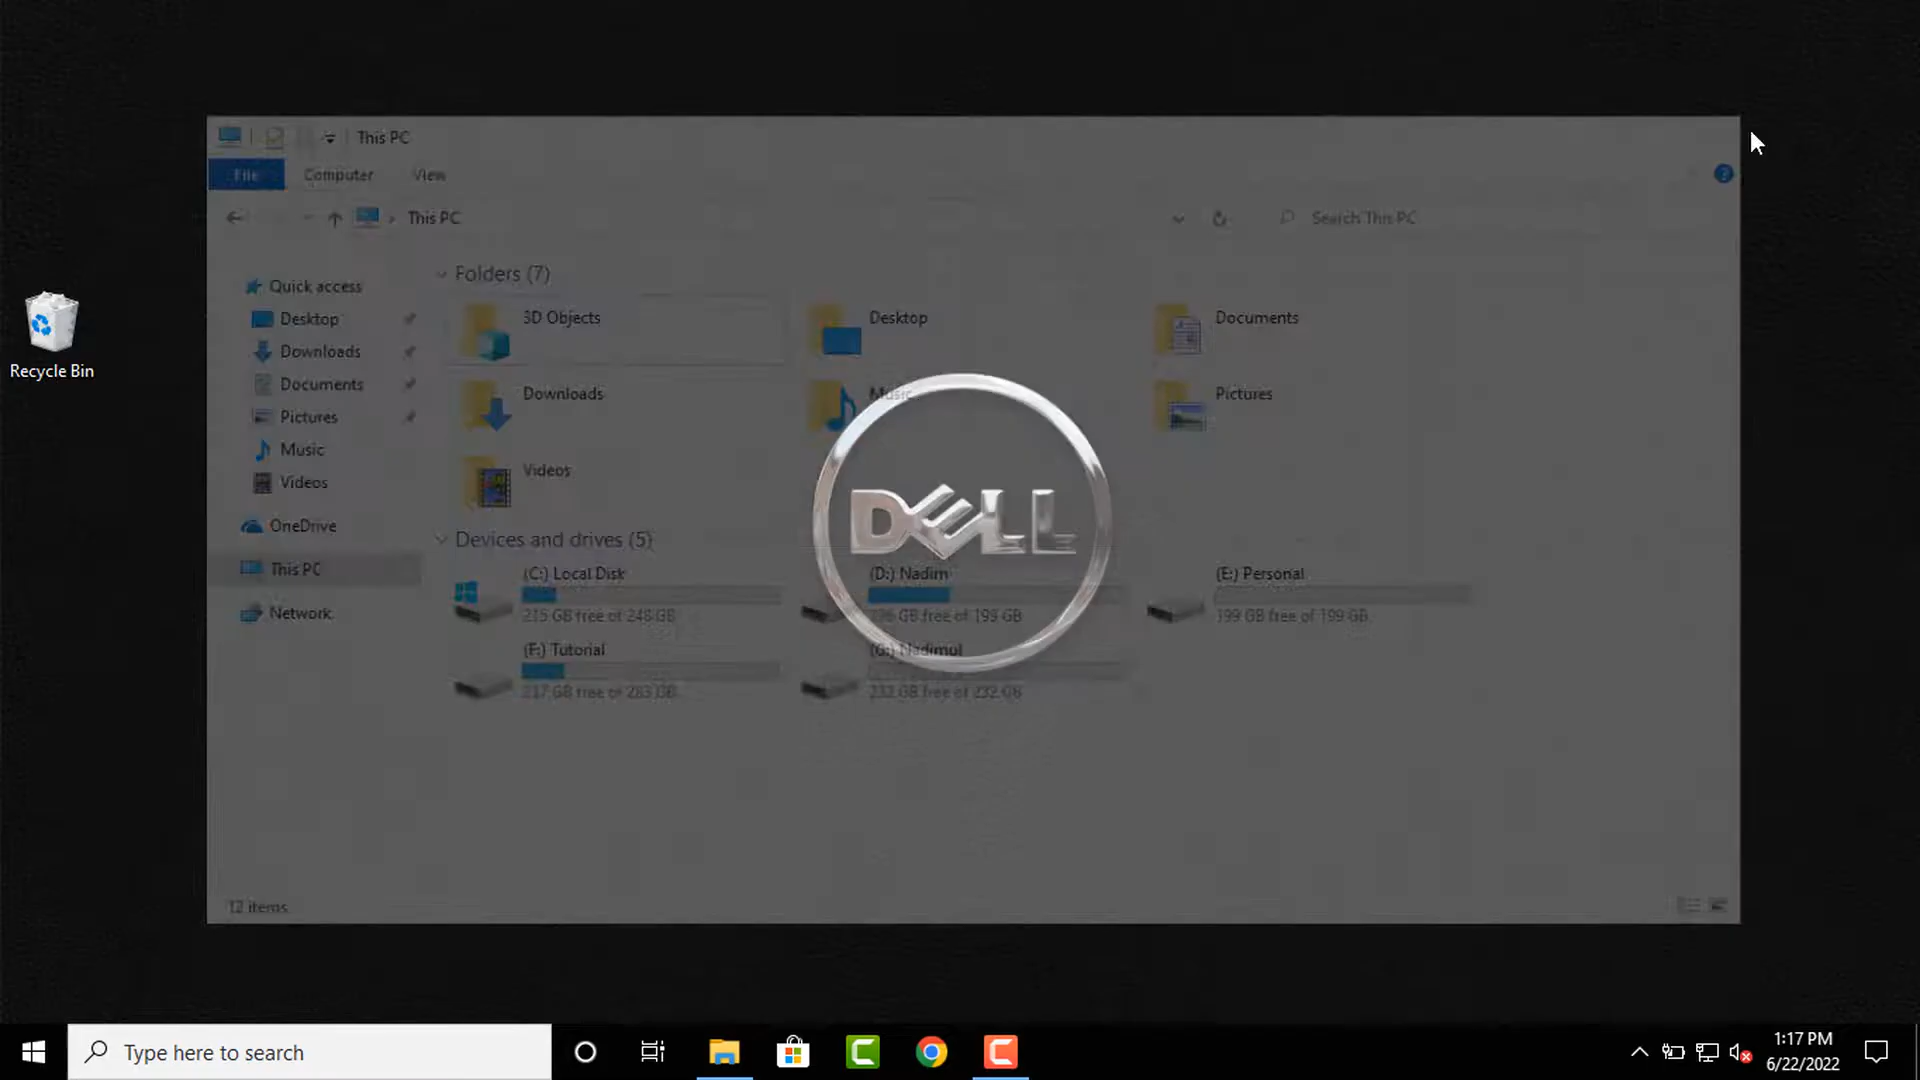 This PC
File
Computer
View
This PC
Search This PC
Quick access
Desktop
Downloads
Documents
Pictures
Music
Videos
OneDrive
This PC
Network
Folders (7)
3D Objects
Desktop
Documents
Downloads
Music
Pictures
Videos
Devices and drives (5)
(C:) Local Disk
215 GB free of 248 GB
(D:) Nadim
GB free of 199 GB
(E:) Personal
199 GB free of 199 GB
(F:) Tutorial
237 GB free of 283 GB
(G:) Nadimul
232 GB free of 232 GB
DELL
12 items
Recycle Bin
Type here to search
1:17 PM
6/22/2022